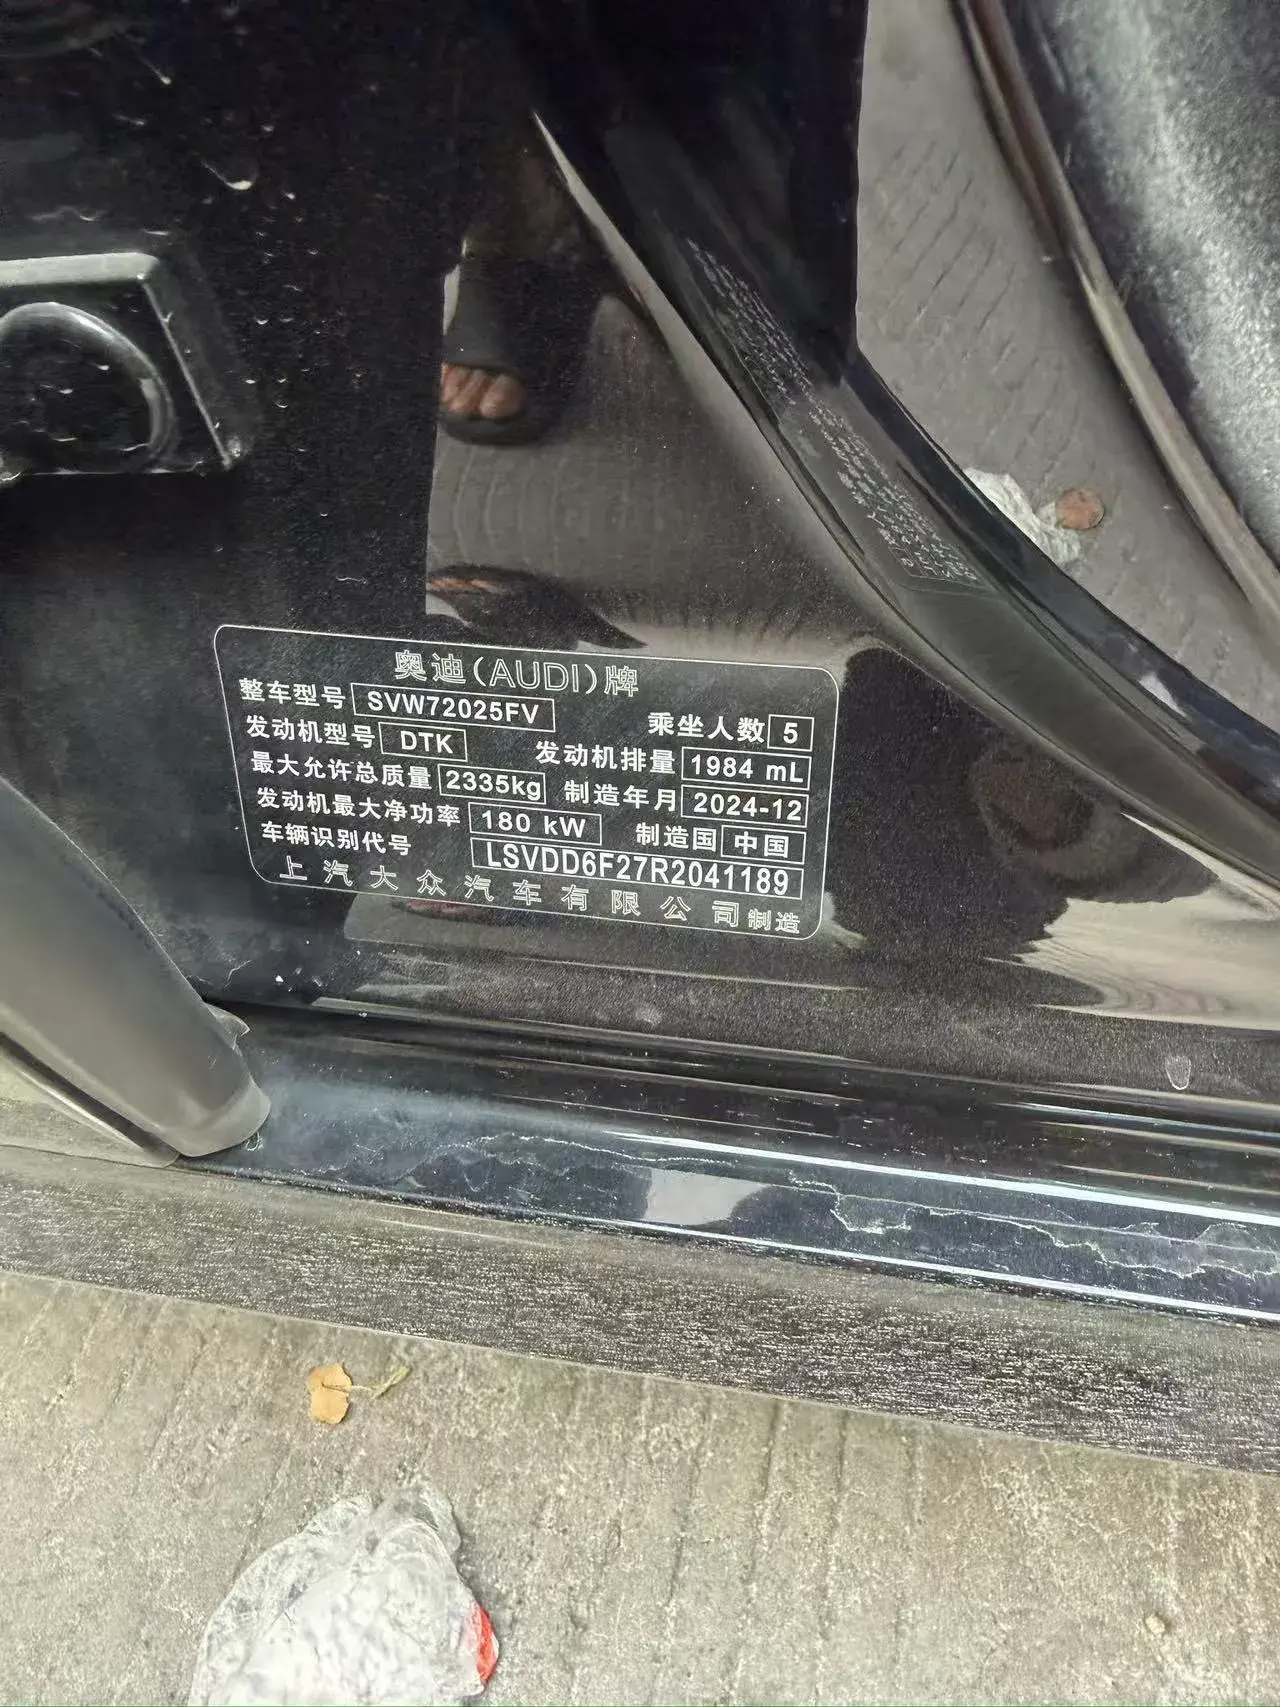 奥迪(AUDI)牌
整车型号 SVW72025FV 乘坐人数 5
发动机型号 DTK 发动机排量 1984 mL
最大允许总质量 2335kg 制造年月 2024-12
发动机最大净功率 180 kW 制造国 中国
车辆识别代号 LSVDD6F27R2041189
上汽大众汽车有限公司制造